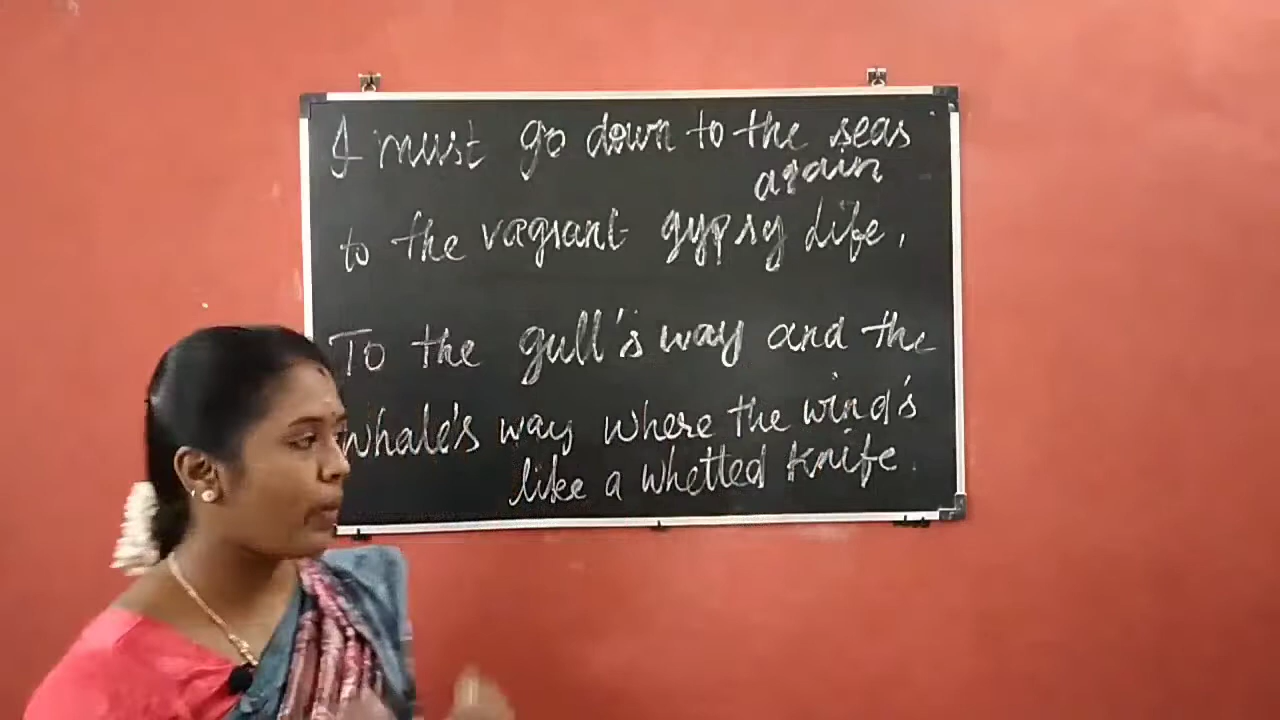 I must go down to the seas
again
to the vagrant gypsy life,
To the gull's way and the
whale's way where the wind's
like a whetted knife.